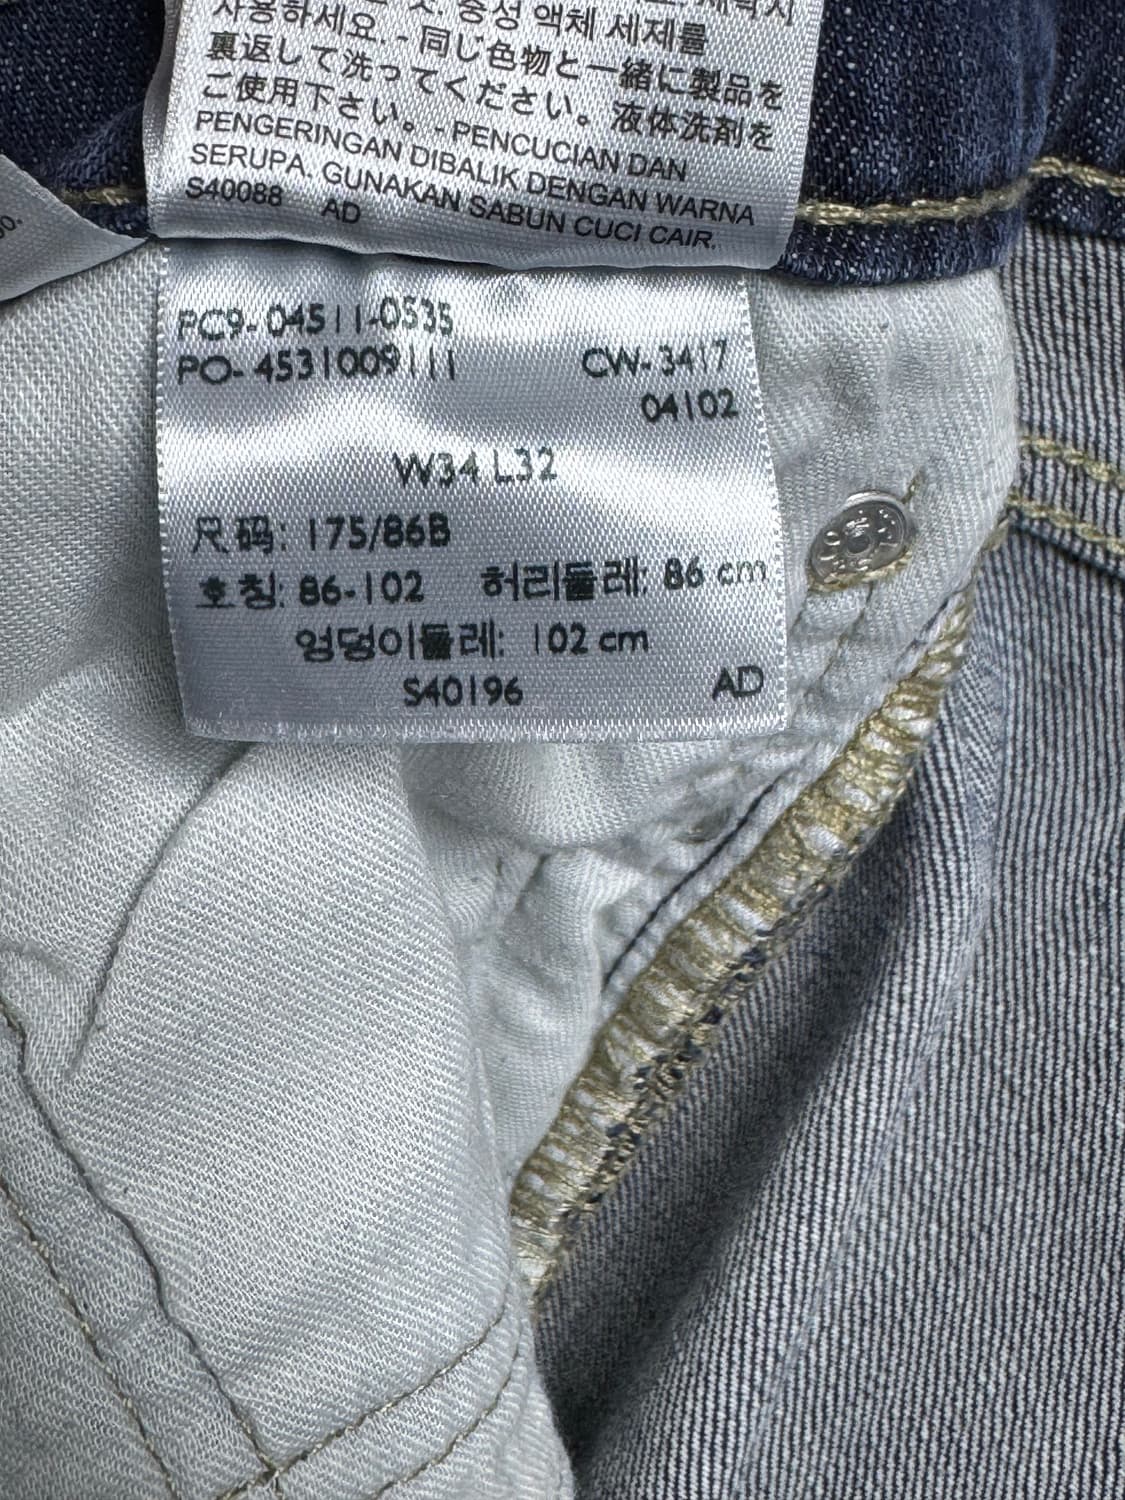 액체 세제를
사용하세요. - 同じ色物と一緒に製品を
裏返して洗ってください。液体洗剤を
ご使用下さい。- PENCUCIAN DAN
PENGERINGAN DIBALIK DENGAN WARNA
SERUPA. GUNAKAN SABUN CUCI CAIR.
S40088 AD
PC9-04511-0535
PO-4531009111 CW-3417
04102
W34 L32
尺码: 175/86B
호칭: 86-102 허리둘레: 86 cm
엉덩이둘레: 102 cm
S40196 AD